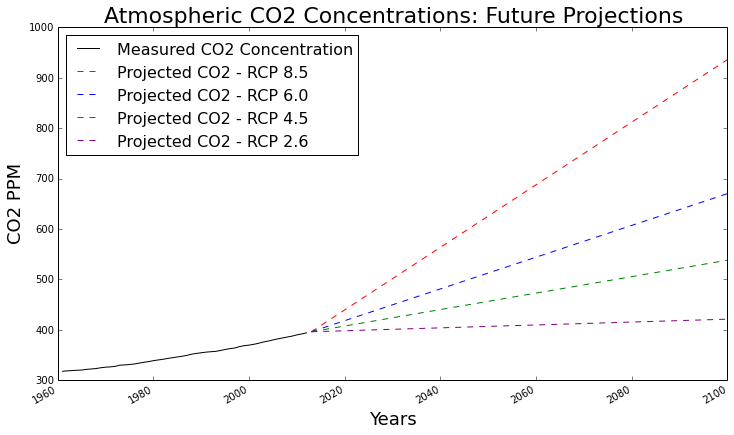 Atmospheric CO2 Concentrations: Future Projections
1000
900
800
700
600
500
400
300
CO2 PPM
Measured CO2 Concentration
Projected CO2 - RCP 8.5
Projected CO2 - RCP 6.0
Projected CO2 - RCP 4.5
Projected CO2 - RCP 2.6
1960
1980
2000
2020
2040
2060
2080
2100
Years